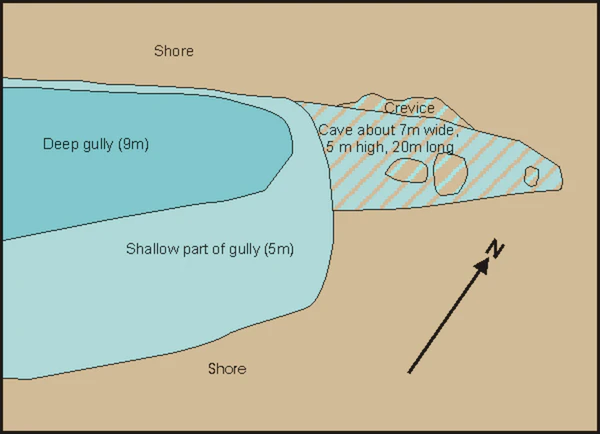 Shore
Crevice
Cave about 7m wide,
5 m high, 20m long
Deep gully (9m)
Shallow part of gully (5m)
N
Shore